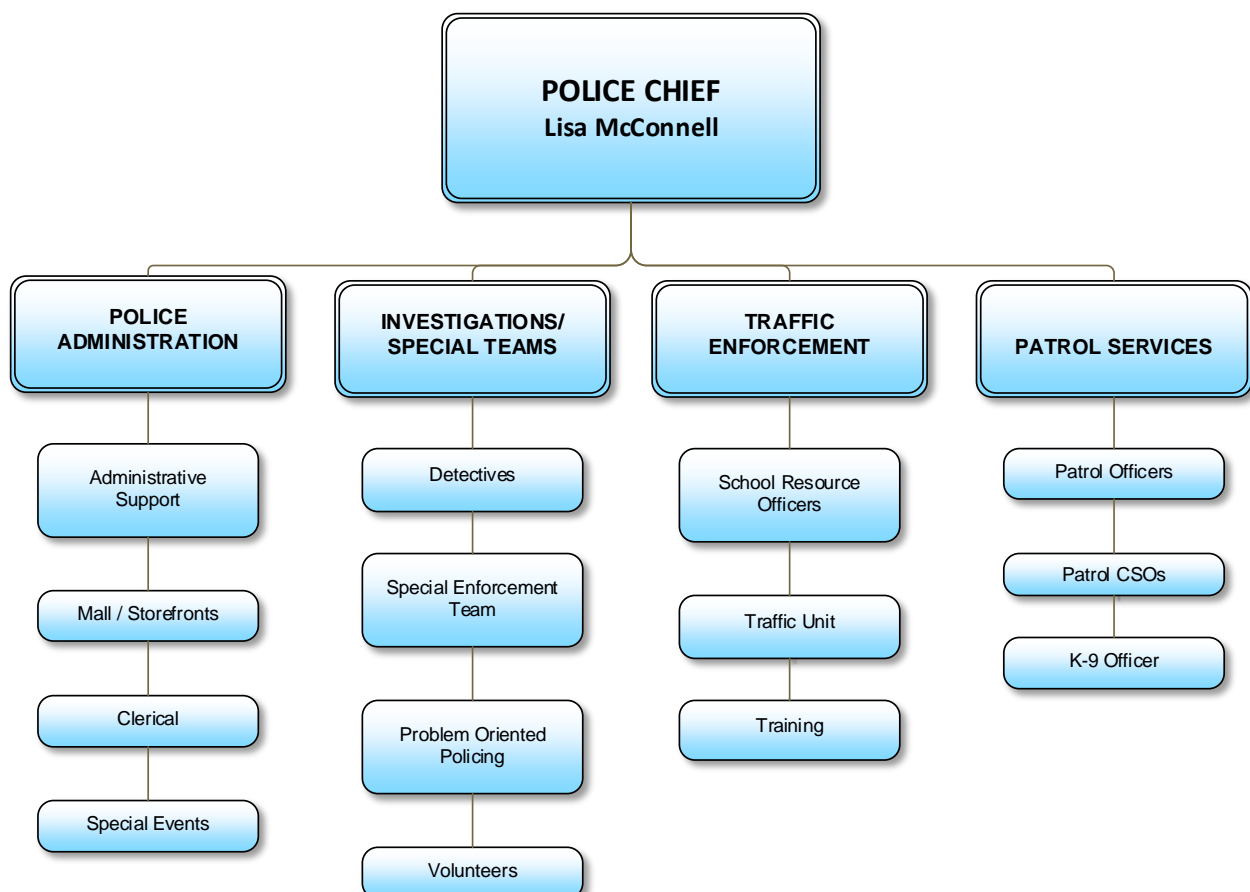 POLICE CHIEF
Lisa McConnell
POLICE
ADMINISTRATION
INVESTIGATIONS/
SPECIAL TEAMS
TRAFFIC
ENFORCEMENT
PATROL SERVICES
Administrative
Support
Mall / Storefronts
Clerical
Special Events
Detectives
Special Enforcement
Team
Problem Oriented
Policing
Volunteers
School Resource
Officers
Traffic Unit
Training
Patrol Officers
Patrol CSOs
K-9 Officer